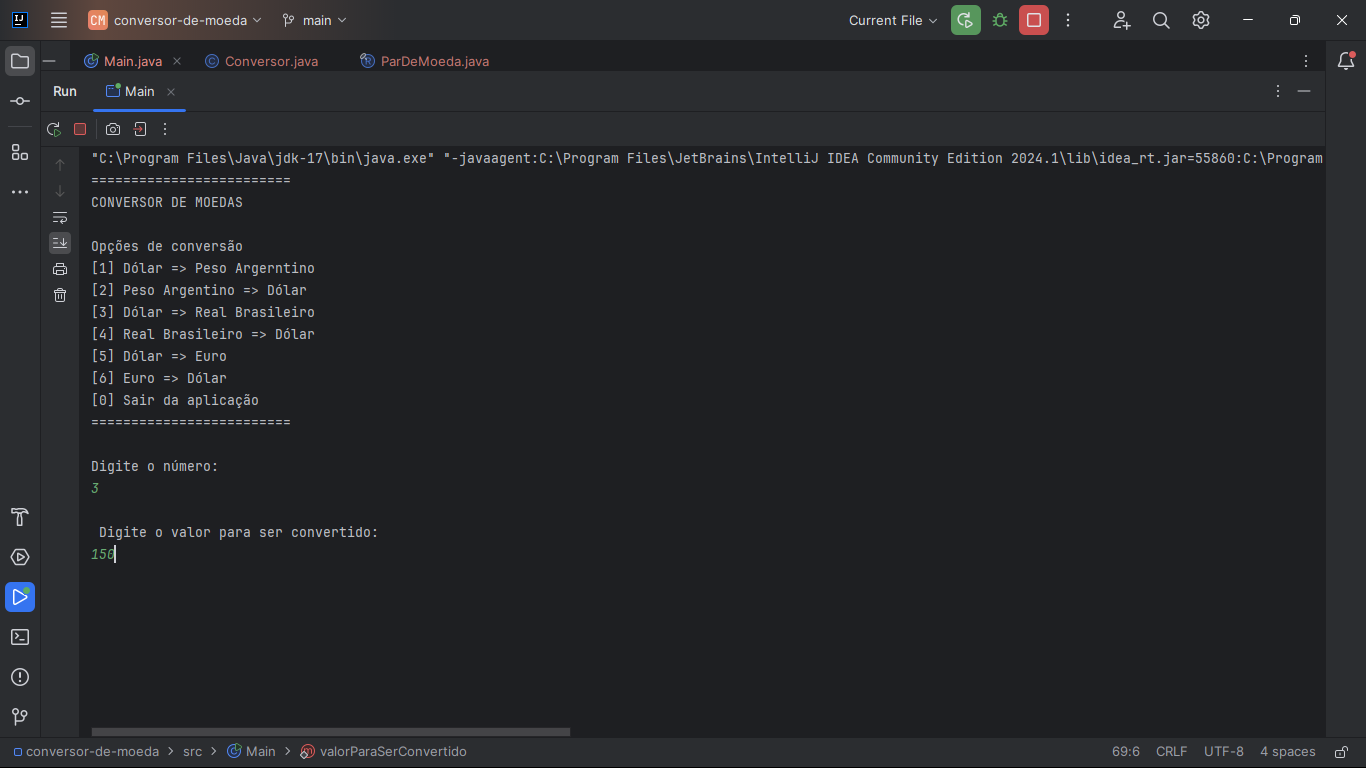 CM conversor-de-moeda main Current File
Main.java Conversor.java ParDeMoeda.java
Run Main
"C:\Program Files\Java\jdk-17\bin\java.exe" "-javaagent:C:\Program Files\JetBrains\IntelliJ IDEA Community Edition 2024.1\lib\idea_rt.jar=55860:C:\Program
=========================
CONVERSOR DE MOEDAS
Opções de conversão
[1] Dólar => Peso Argerntino
[2] Peso Argentino => Dólar
[3] Dólar => Real Brasileiro
[4] Real Brasileiro => Dólar
[5] Dólar => Euro
[6] Euro => Dólar
[0] Sair da aplicação
=========================
Digite o número:
3
Digite o valor para ser convertido:
150
conversor-de-moeda > src > Main > valorParaSerConvertido 69:6 CRLF UTF-8 4 spaces